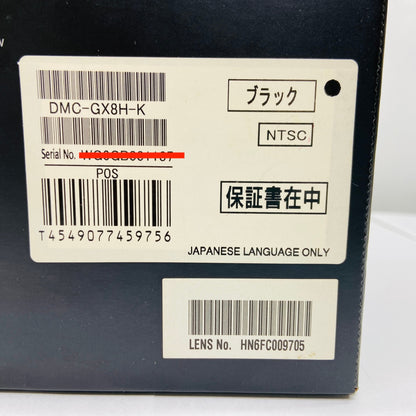 DMC-GX8H-K
ブラック
NTSC
Serial No.
POS
保証書在中
T4549077459756
JAPANESE LANGUAGE ONLY
LENS No. HN6FC009705